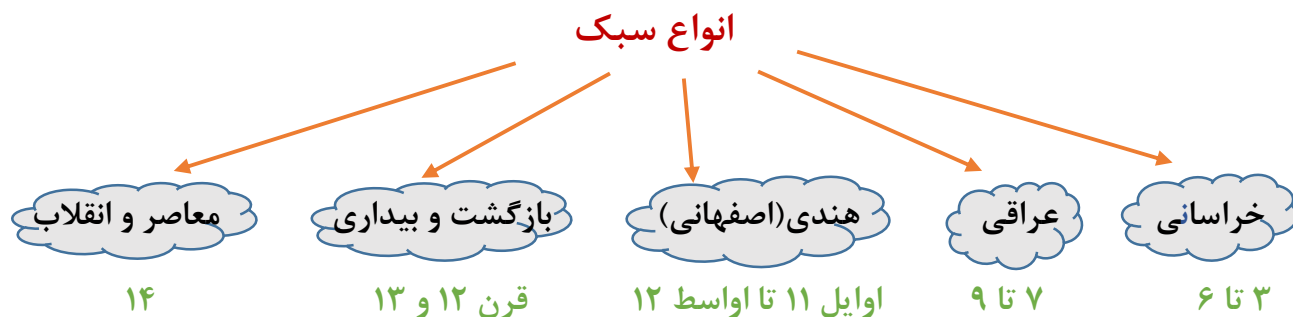 انواع سبک
خراسانی
عراقی
هندی(اصفهانی)
بازگشت و بیداری
معاصر و انقلاب
۳ تا ۶
۷ تا ۹
اوایل ۱۱ تا اواسط ۱۲
قرن ۱۲ و ۱۳
۱۴